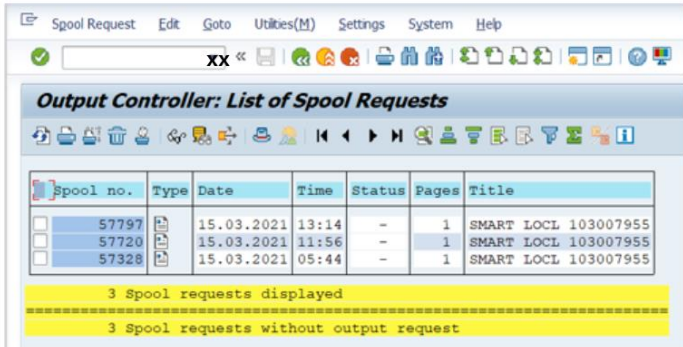 Spool Request Edit Goto Utilities(M) Settings System Help
xx «
Output Controller: List of Spool Requests
Spool no. Type Date Time Status Pages Title
57797 15.03.2021 13:14 - 1 SMART LOCL 103007955
57720 15.03.2021 11:56 - 1 SMART LOCL 103007955
57328 15.03.2021 05:44 - 1 SMART LOCL 103007955
3 Spool requests displayed
3 Spool requests without output request